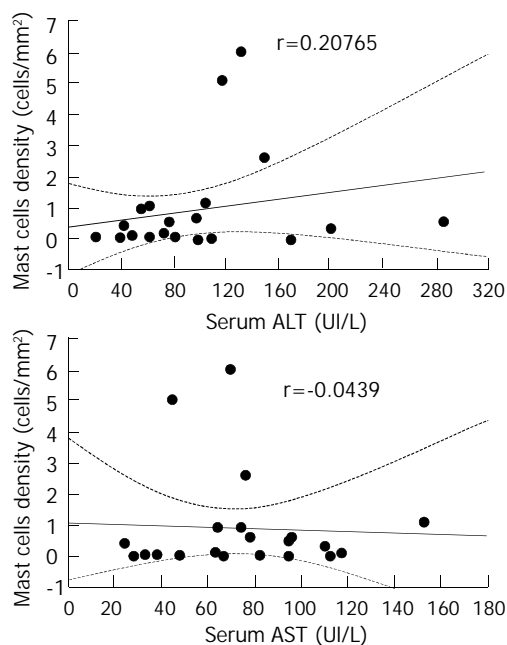 7
6
5
4
3
2
1
0
-1
Mast cells density (cells/mm²)
r=0.20765
0 40 80 120 160 200 240 280 320
Serum ALT (UI/L)
7
6
5
4
3
2
1
0
-1
Mast cells density (cells/mm²)
r=-0.0439
0 20 40 60 80 100 120 140 160 180
Serum AST (UI/L)